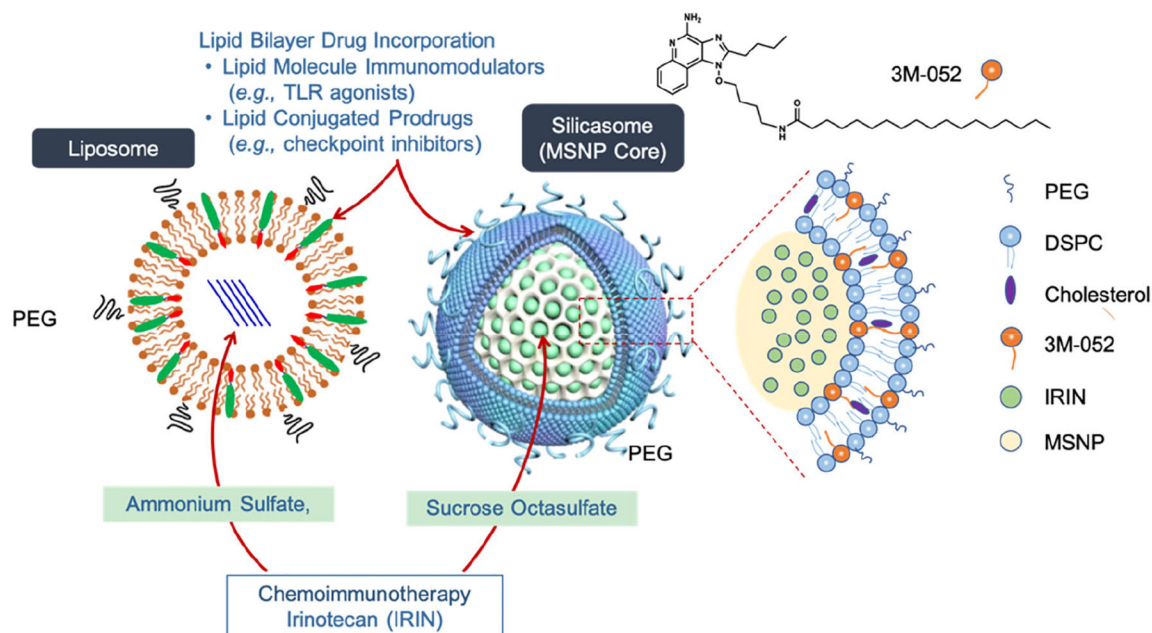 Lipid Bilayer Drug Incorporation
• Lipid Molecule Immunomodulators
(e.g., TLR agonists)
• Lipid Conjugated Prodrugs
(e.g., checkpoint inhibitors)
Liposome
Silicasome
(MSNP Core)
NH₂
N
N
N
O
N
H
O
3M-052
PEG
PEG
PEG
DSPC
Cholesterol
3M-052
IRIN
MSNP
Ammonium Sulfate,
Sucrose Octasulfate
Chemoimmunotherapy
Irinotecan (IRIN)